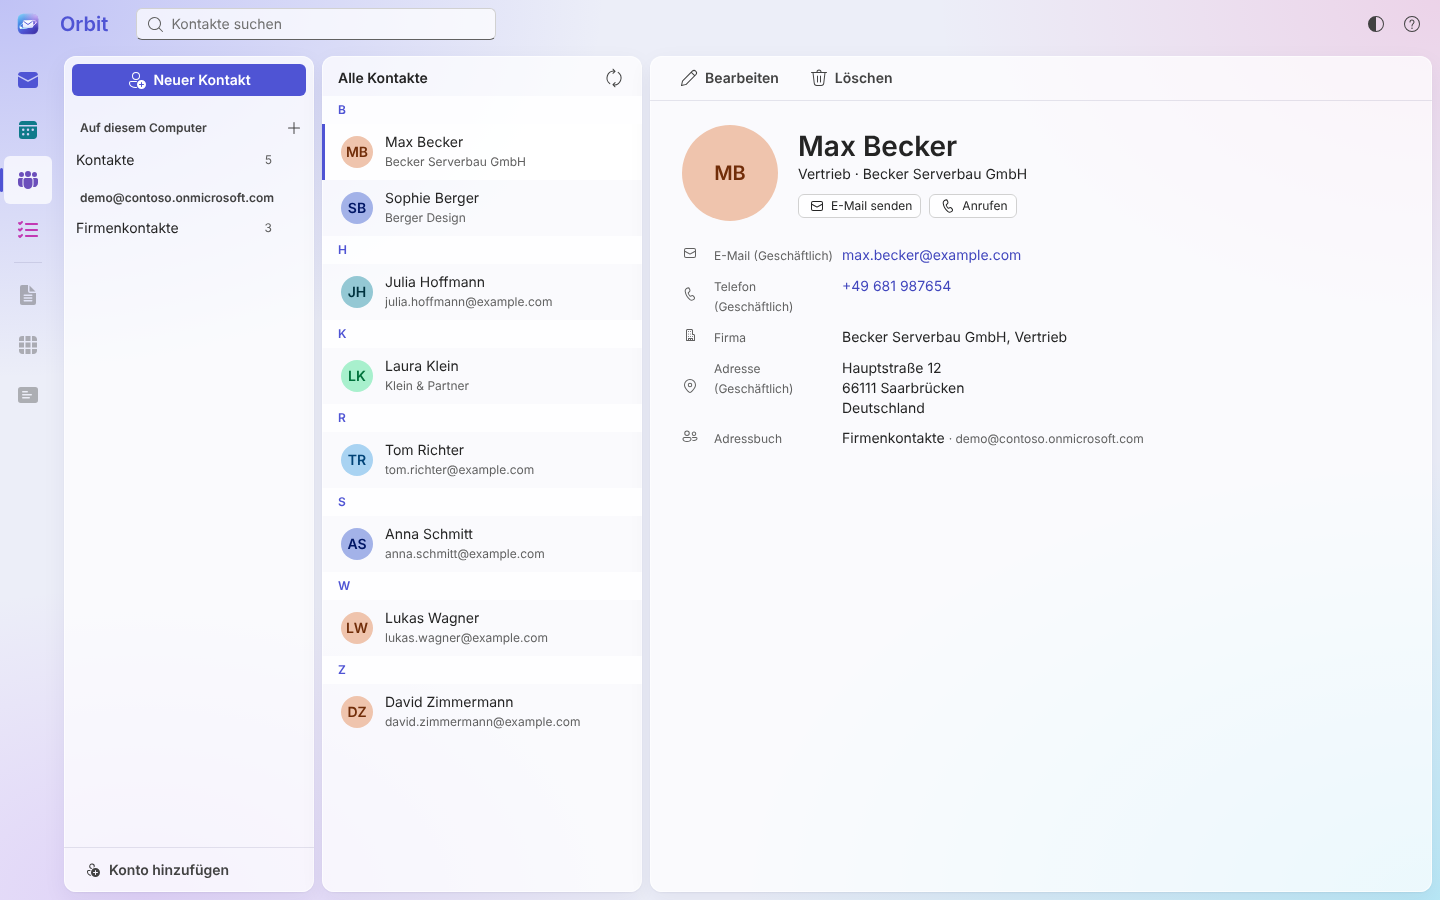 Orbit
Kontakte suchen
Neuer Kontakt
Auf diesem Computer
Kontakte 5
demo@contoso.onmicrosoft.com
Firmenkontakte 3
Konto hinzufügen
Alle Kontakte
B
MB
Max Becker
Becker Serverbau GmbH
SB
Sophie Berger
Berger Design
H
JH
Julia Hoffmann
julia.hoffmann@example.com
K
LK
Laura Klein
Klein & Partner
R
TR
Tom Richter
tom.richter@example.com
S
AS
Anna Schmitt
anna.schmitt@example.com
W
LW
Lukas Wagner
lukas.wagner@example.com
Z
DZ
David Zimmermann
david.zimmermann@example.com
Bearbeiten
Löschen
MB
Max Becker
Vertrieb · Becker Serverbau GmbH
E-Mail senden
Anrufen
E-Mail (Geschäftlich) max.becker@example.com
Telefon (Geschäftlich)
+49 681 987654
Firma Becker Serverbau GmbH, Vertrieb
Adresse (Geschäftlich)
Hauptstraße 12
66111 Saarbrücken
Deutschland
Adressbuch Firmenkontakte · demo@contoso.onmicrosoft.com